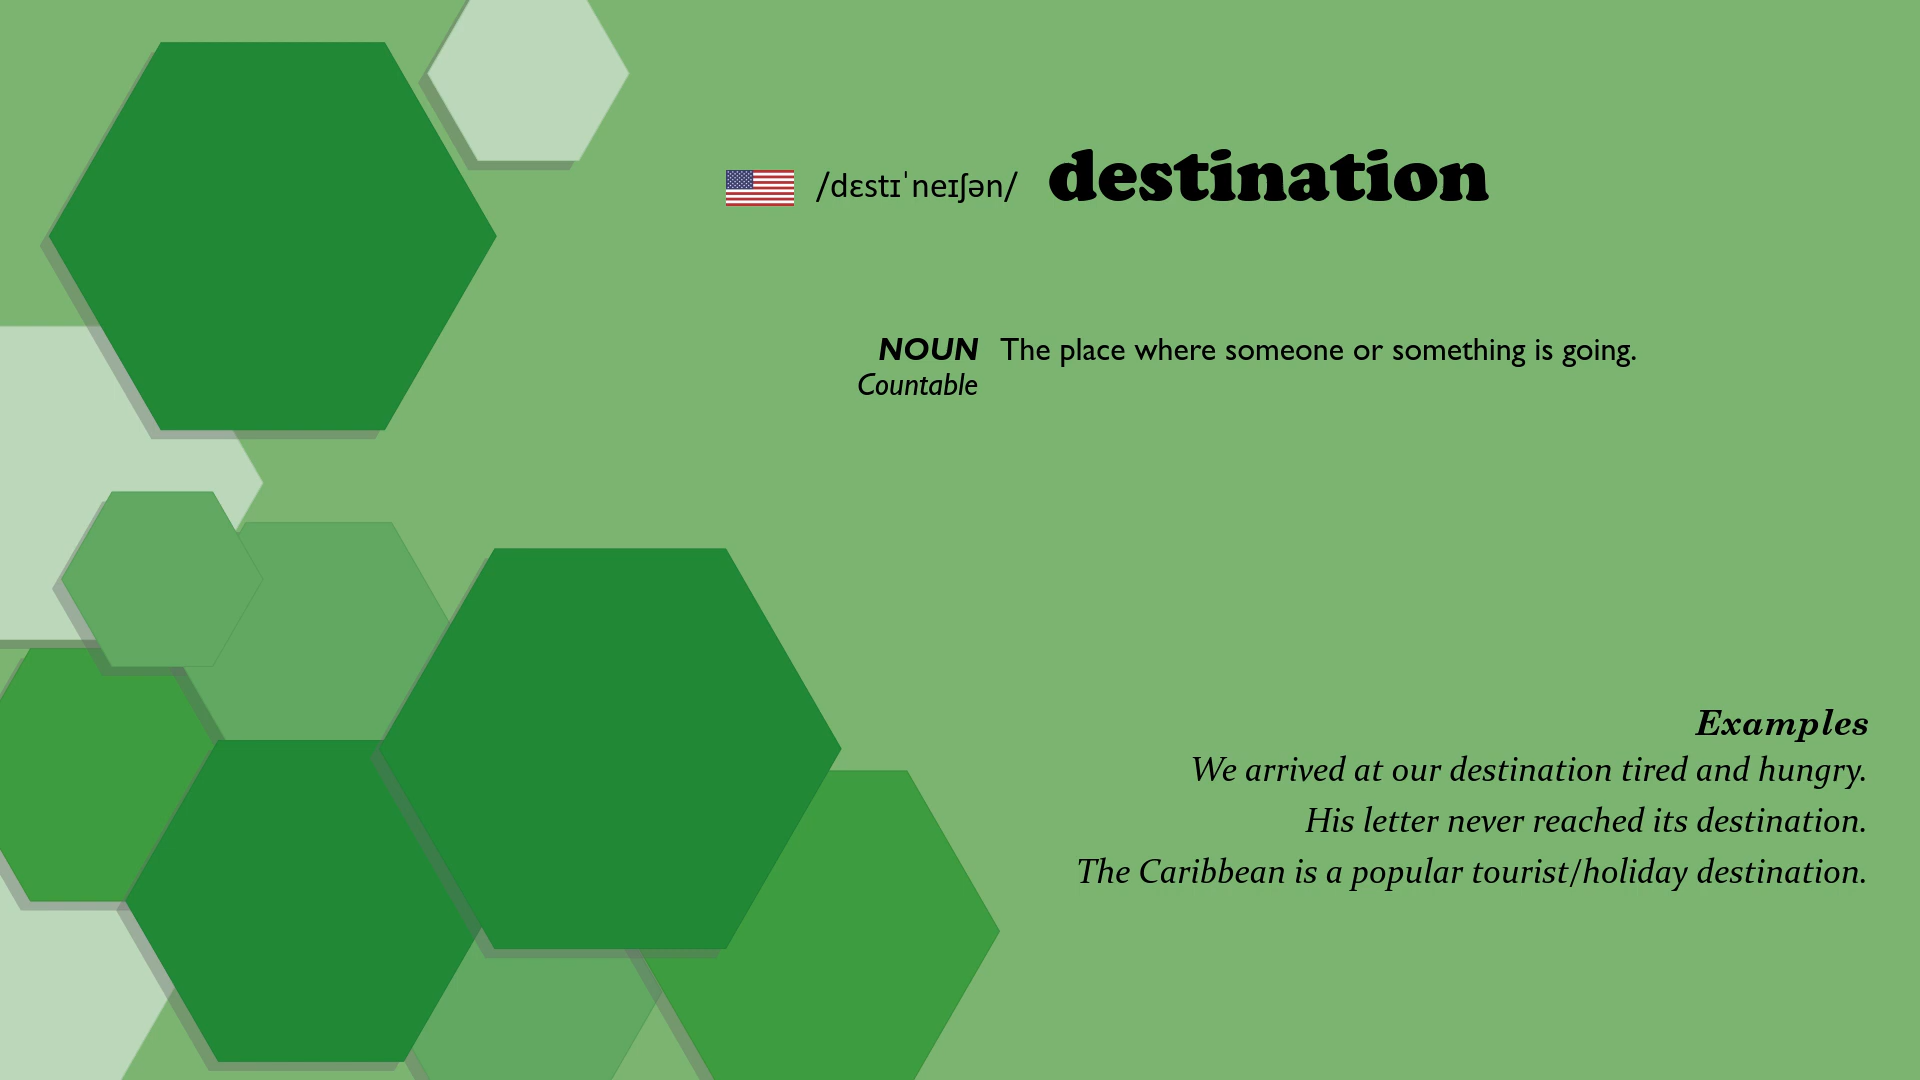 /dɛstɪˈneɪʃən/ destination
NOUN The place where someone or something is going.
Countable
Examples
We arrived at our destination tired and hungry.
His letter never reached its destination.
The Caribbean is a popular tourist/holiday destination.